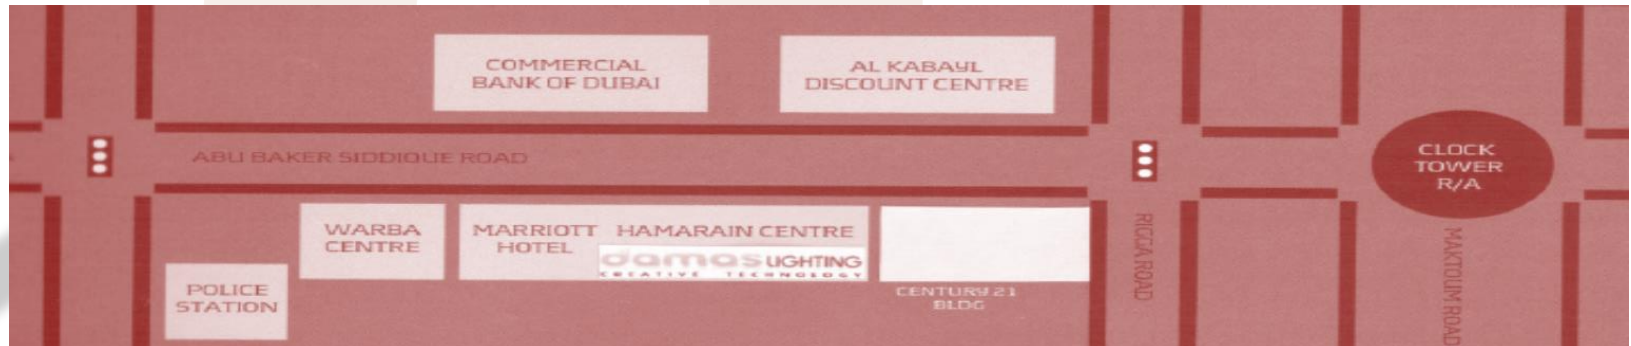 COMMERCIAL
BANK OF DUBAI
AL KABAYL
DISCOUNT CENTRE
ABU BAKER SIDDIQUE ROAD
CLOCK
TOWER
R/A
WARBA
CENTRE
MARRIOTT
HOTEL
HAMARAIN CENTRE
damas LIGHTING
CREATIVE TECHNOLOGY
POLICE
STATION
CENTURY 21
BLDG
RIGGA ROAD
MAKTOUM ROAD